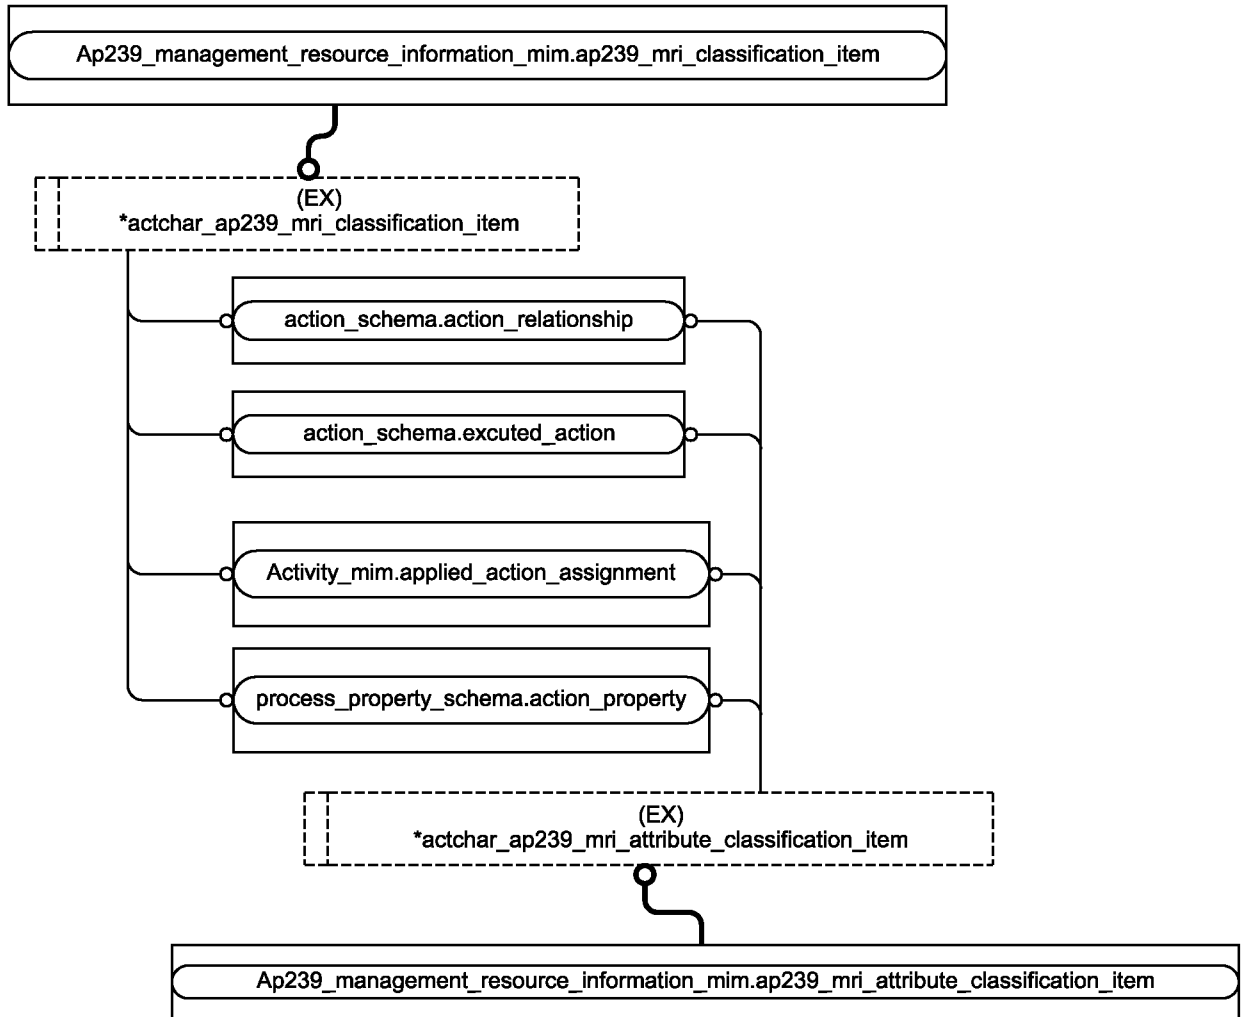 Ap239_management_resource_information_mim.ap239_mri_classification_item
(EX)
*actchar_ap239_mri_classification_item
action_schema.action_relationship
action_schema.excuted_action
Activity_mim.applied_action_assignment
process_property_schema.action_property
(EX)
*actchar_ap239_mri_attribute_classification_item
Ap239_management_resource_information_mim.ap239_mri_attribute_classification_item